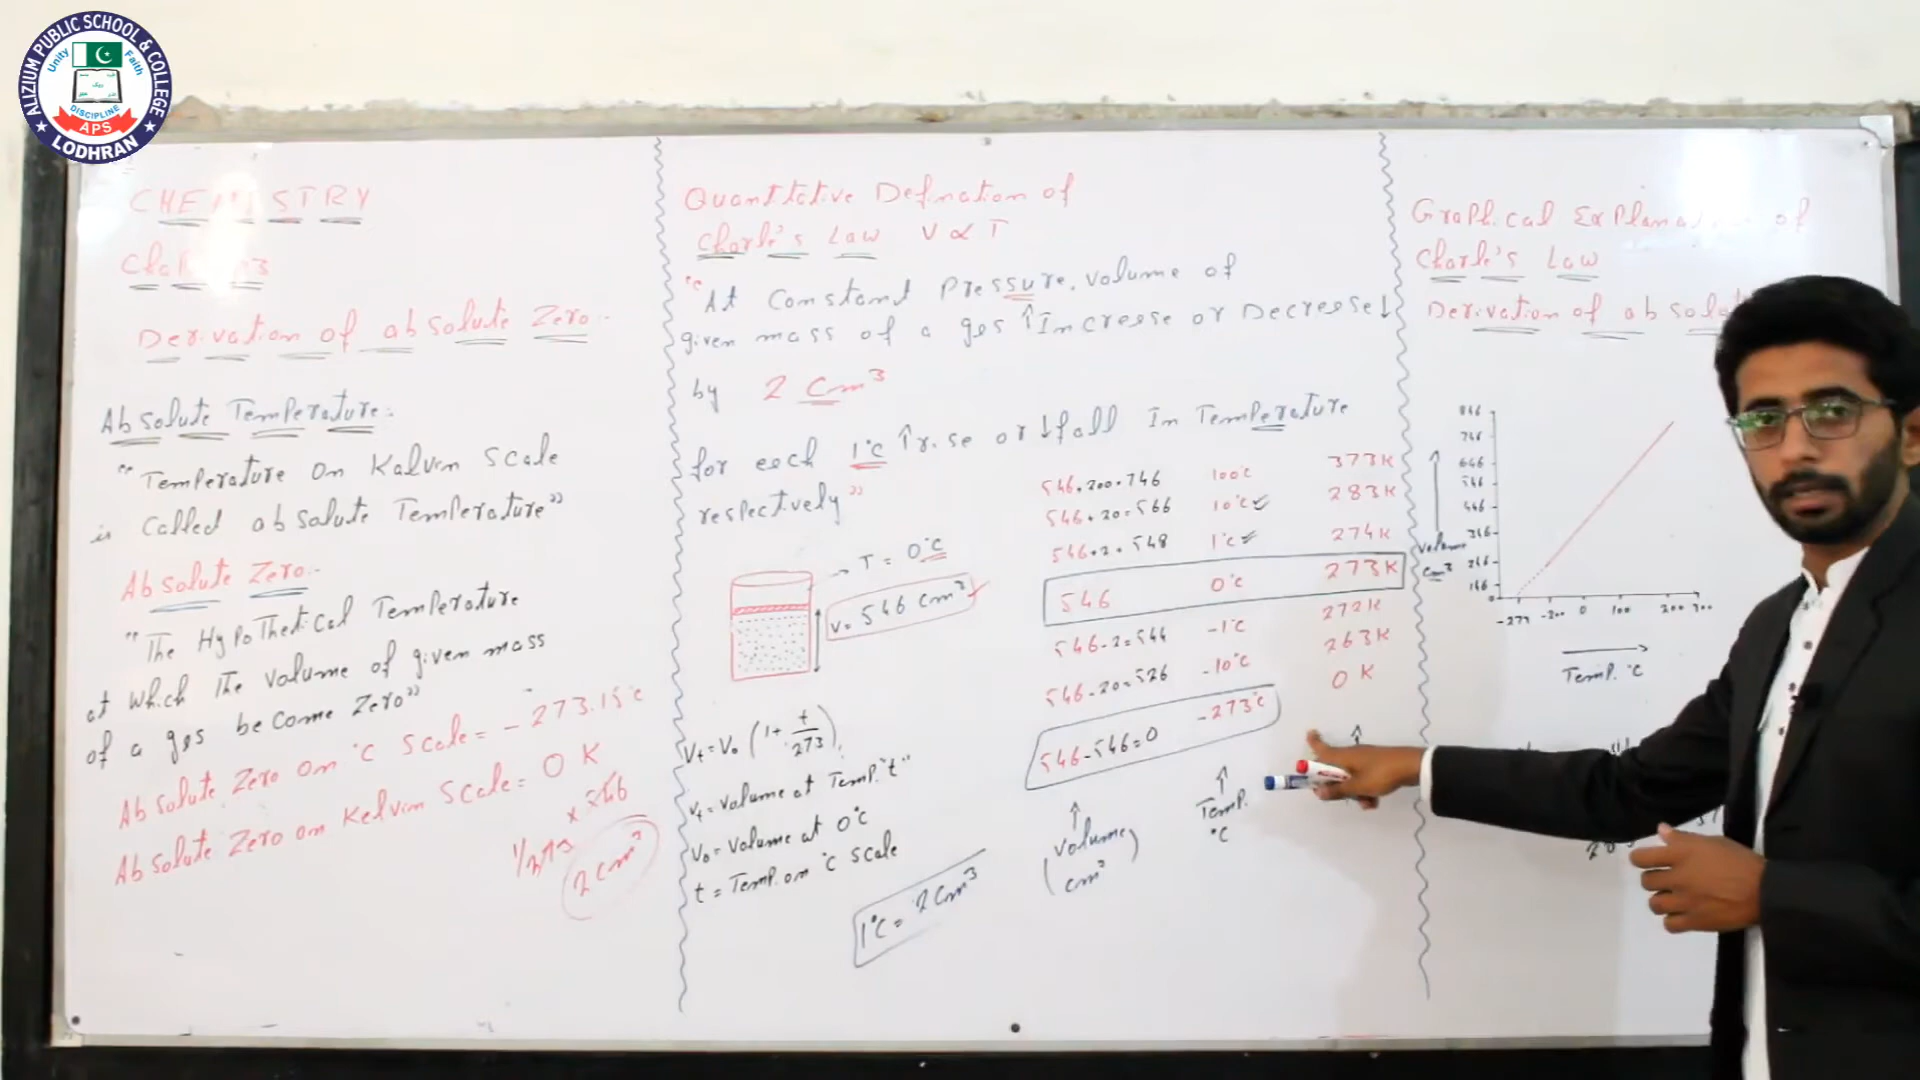 ALIZIUM PUBLIC SCHOOL & COLLEGE
Unity
Faith
DISCIPLINE
APS
LODHRAN
CHEMISTRY
Derivation of absolute Zero:-
Absolute Temperature:-
"Temperature on Kalvin Scale
is Called absolute Temperature"
Absolute Zero:-
"The Hypothetical Temperature
at which The volume of given mass
of a gas become Zero"
Absolute Zero on °C Scale = -273.15°C
Absolute Zero on Kelvin Scale = 0 K
1/273 × 546
2 cm³
Quantitative Defination of
Charle's Law V ∝ T
"At Constant Pressure, volume of
given mass of a gas ↑Increase or Decrease↓
by 2 cm³
for each 1°C ↑rise or ↓fall In Temperature
respectively"
T = 0°C
V = 546 cm³
Vt = V₀ (1 + t/273)
Vt = Volume at Temp. "t"
V₀ = Volume at 0°C
t = Temp. on °C Scale
1°C = 2 cm³
546+200=746 100°C 373K
546+20=566 10°C 283K
546+2=548 1°C 274K
546 0°C 273K
546-2=544 -1°C 272K
546-20=526 -10°C 263K
546-546=0 -273°C 0 K
↑ ↑ ↑
Volume Temp.
(cm³) °C
Graphical Explanation of
Charle's Law
Derivation of
846
746
646
546
446
346
246
146
0
↑
Volume
cm³
-273 -200 0 100 200 300
Temp. °C